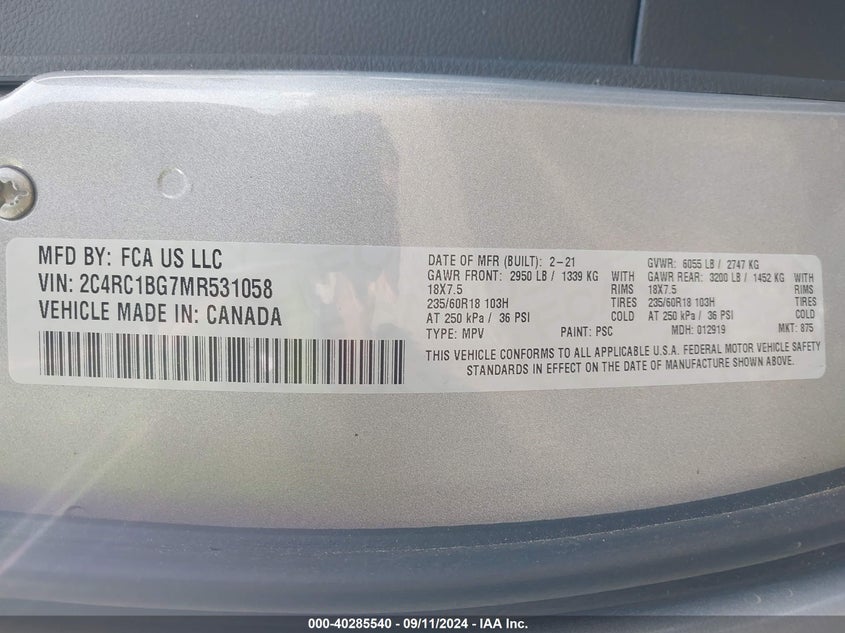 MFD BY: FCA US LLC
VIN: 2C4RC1BG7MR531058
VEHICLE MADE IN: CANADA
DATE OF MFR (BUILT): 2-21 GVWR: 6055 LB / 2747 KG
GAWR FRONT: 2950 LB / 1339 KG WITH GAWR REAR: 3200 LB / 1452 KG WITH
18X7.5 RIMS 18X7.5 RIMS
235/60R18 103H TIRES 235/60R18 103H TIRES
AT 250 kPa / 36 PSI COLD AT 250 kPa / 36 PSI COLD
TYPE: MPV PAINT: PSC MDH: 012919 MKT: 875
THIS VEHICLE CONFORMS TO ALL APPLICABLE U.S.A. FEDERAL MOTOR VEHICLE SAFETY
STANDARDS IN EFFECT ON THE DATE OF MANUFACTURE SHOWN ABOVE.
000-40285540 - 09/11/2024 - IAA Inc.